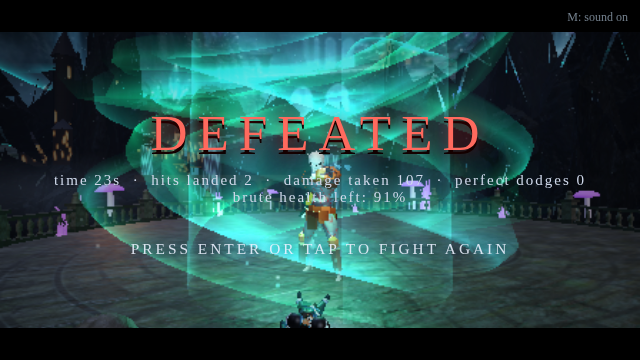 M: sound on
DEFEATED
time 23s · hits landed 2 · damage taken 107 · perfect dodges 0
brute health left: 91%
PRESS ENTER OR TAP TO FIGHT AGAIN